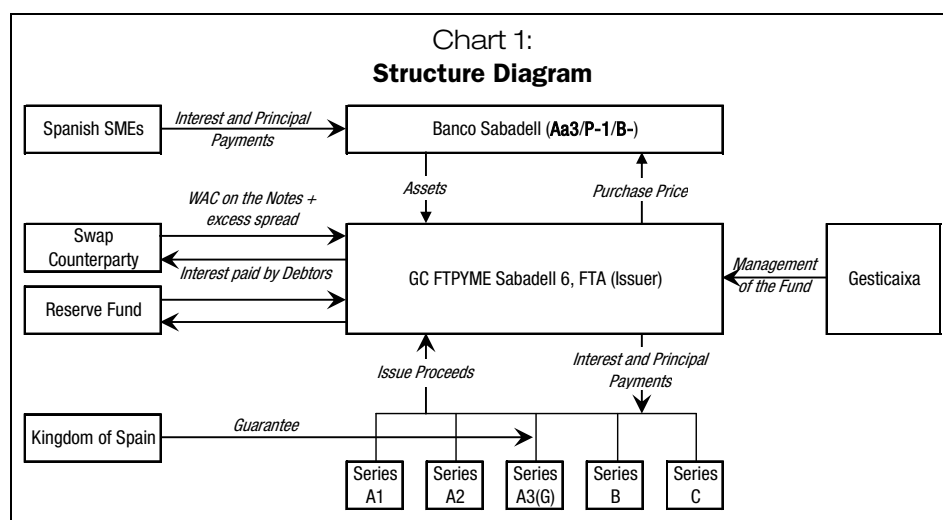 Chart 1:
Structure Diagram
Spanish SMEs
Interest and Principal
Payments
Banco Sabadell (Aa3/P-1/B-)
Assets
Purchase Price
WAC on the Notes +
excess spread
Swap
Counterparty
Interest paid by Debtors
GC FTPYME Sabadell 6, FTA (Issuer)
Management
of the Fund
Gesticaixa
Reserve Fund
Issue Proceeds
Interest and Principal
Payments
Kingdom of Spain
Guarantee
Series
A1
Series
A2
Series
A3(G)
Series
B
Series
C